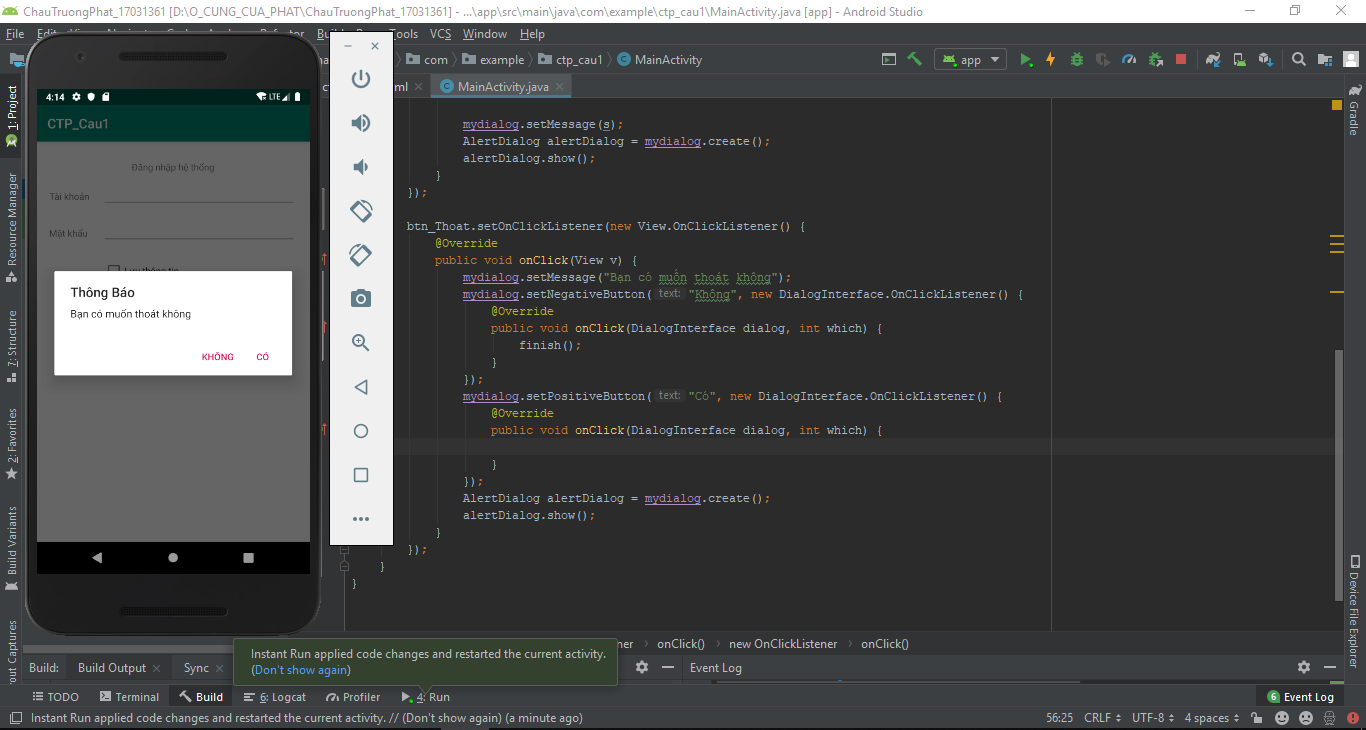 ChauTruongPhat_17031361 [D:\O_CUNG_CUA_PHAT\ChauTruongPhat_17031361] - ...\app\src\main\java\com\example\ctp_cau1\MainActivity.java [app] - Android Studio
File
Tools VCS Window Help
com example ctp_cau1 MainActivity
app
ml MainActivity.java
1: Project
Resource Manager
7: Structure
2: Favorites
Build Variants
out Captures
4:14 LTE
CTP_Cau1
Đăng nhập hệ thống
Tài khoản
Mật khẩu
Thông Báo
Bạn có muốn thoát không
KHÔNG CÓ
mydialog.setMessage(s);
AlertDialog alertDialog = mydialog.create();
alertDialog.show();
}
});
btn_Thoat.setOnClickListener(new View.OnClickListener() {
@Override
public void onClick(View v) {
mydialog.setMessage("Bạn có muốn thoát không");
mydialog.setNegativeButton( text: "Không", new DialogInterface.OnClickListener() {
@Override
public void onClick(DialogInterface dialog, int which) {
finish();
}
});
mydialog.setPositiveButton( text: "Có", new DialogInterface.OnClickListener() {
@Override
public void onClick(DialogInterface dialog, int which) {
}
});
AlertDialog alertDialog = mydialog.create();
alertDialog.show();
}
});
}
}
Gradle
Device File Explorer
ner › onClick() › new OnClickListener › onClick()
Instant Run applied code changes and restarted the current activity.
(Don't show again)
Build: Build Output Sync
Event Log
TODO Terminal Build 6: Logcat Profiler 4: Run
6 Event Log
Instant Run applied code changes and restarted the current activity. // (Don't show again) (a minute ago)
56:25 CRLF UTF-8 4 spaces